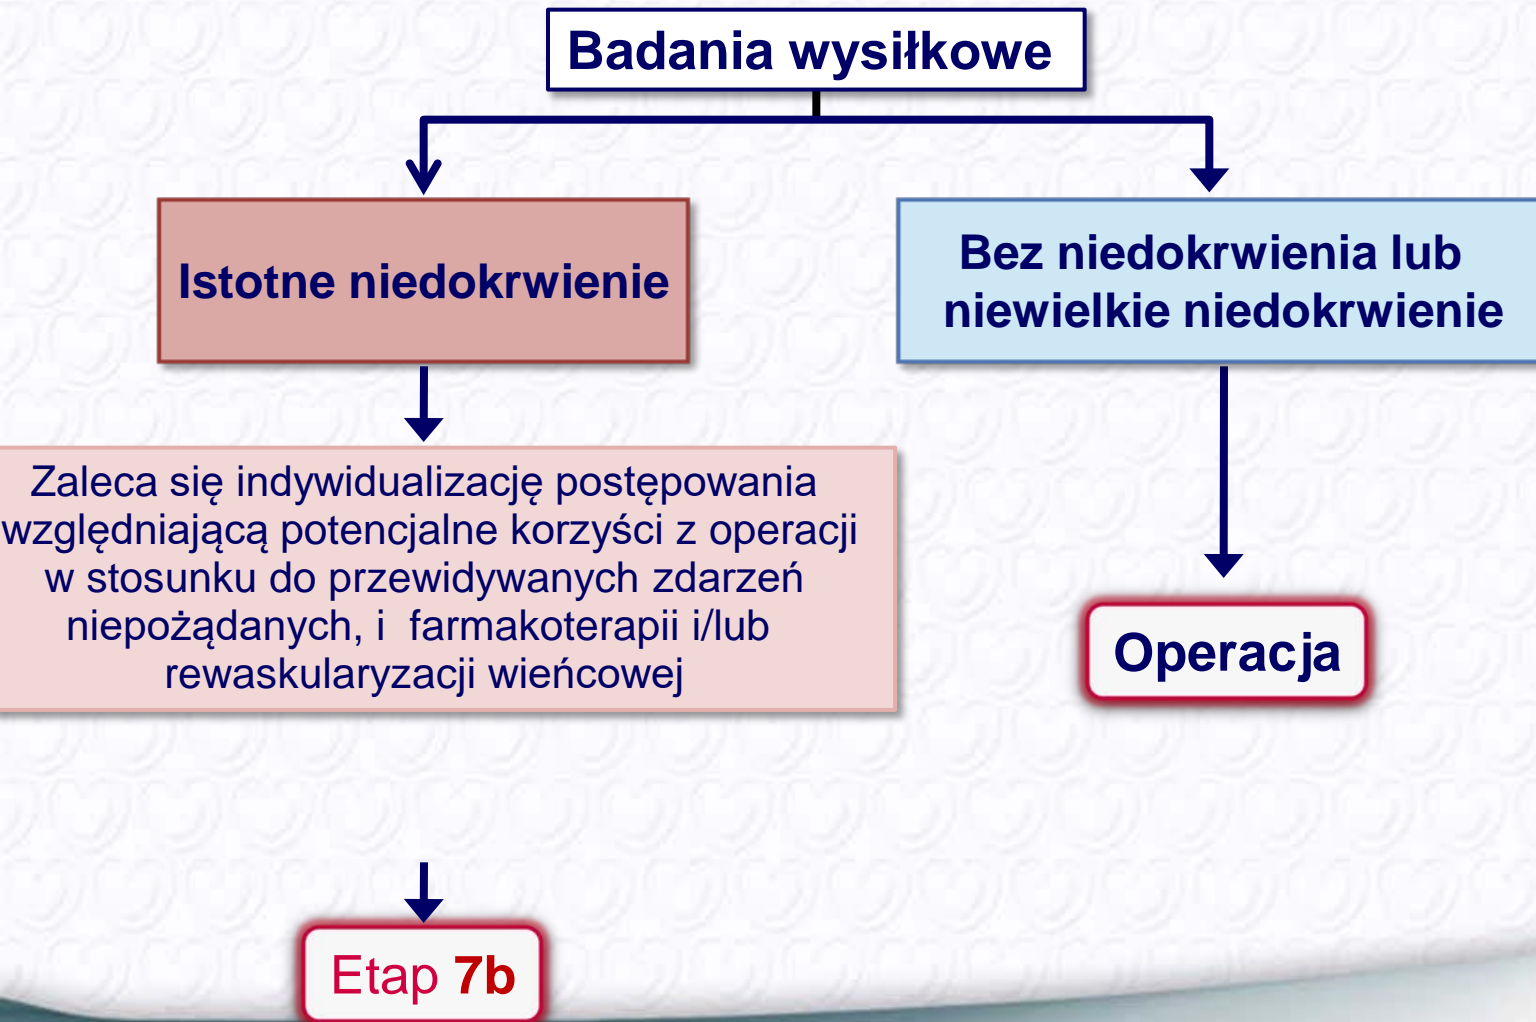 Badania wysiłkowe
Istotne niedokrwienie
Bez niedokrwienia lub
niewielkie niedokrwienie
Zaleca się indywidualizację postępowania
względniającą potencjalne korzyści z operacji
w stosunku do przewidywanych zdarzeń
niepożądanych, i farmakoterapii i/lub
rewaskularyzacji wieńcowej
Operacja
Etap 7b